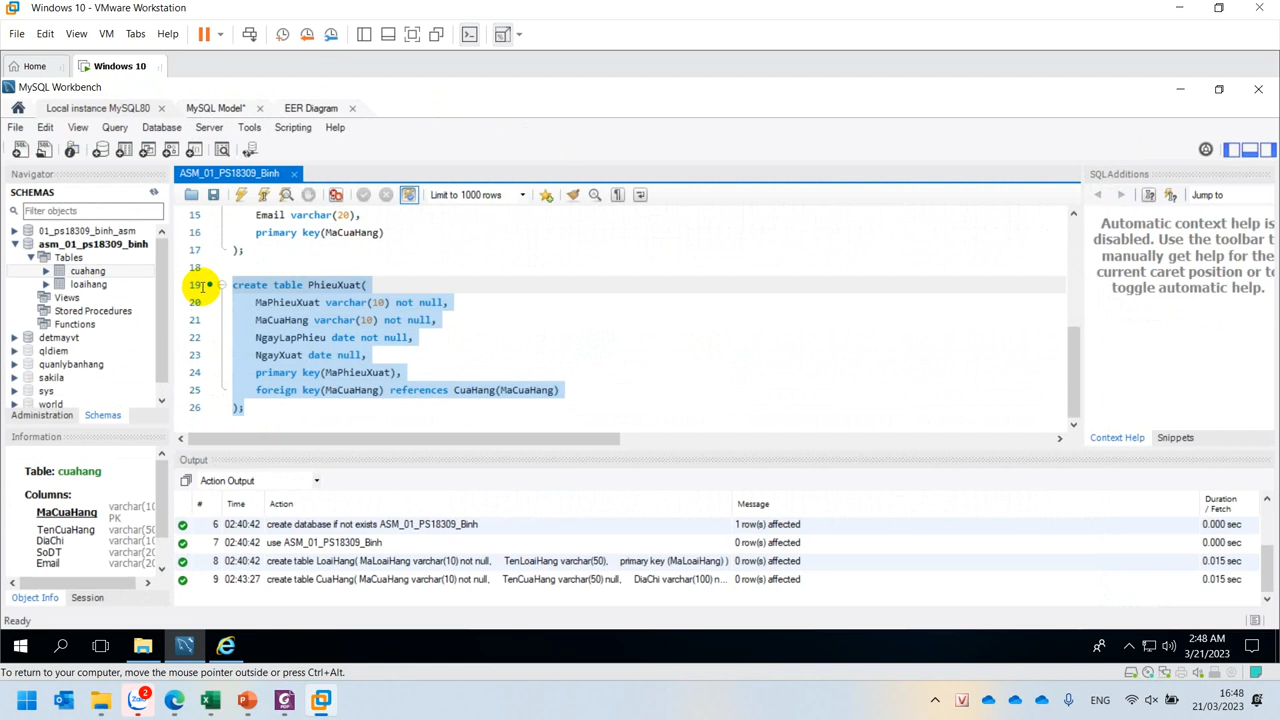 Windows 10 - VMware Workstation
File Edit View VM Tabs Help
Home Windows 10
MySQL Workbench
Local instance MySQL80 MySQL Model* EER Diagram
File Edit View Query Database Server Tools Scripting Help
Navigator
SCHEMAS
Filter objects
01_ps18309_binh_asm
asm_01_ps18309_binh
Tables
cuahang
loaihang
Views
Stored Procedures
Functions
detmayvt
qldiem
quanlybanhang
sakila
sys
world
Administration Schemas
Information
Table: cuahang
Columns:
MaCuaHang varchar(10
PK
TenCuaHang varchar(50
DiaChi varchar(100
SoDT varchar(
Email varchar(
Object Info Session
ASM_01_PS18309_Binh
Limit to 1000 rows
15 Email varchar(20),
16 primary key(MaCuaHang)
17 );
18
19 create table PhieuXuat(
20 MaPhieuXuat varchar(10) not null,
21 MaCuaHang varchar(10) not null,
22 NgayLapPhieu date not null,
23 NgayXuat date null,
24 primary key(MaPhieuXuat),
25 foreign key(MaCuaHang) references CuaHang(MaCuaHang)
26 );
SQLAdditions
Jump to
Automatic context help is
disabled. Use the toolbar t
manually get help for the
current caret position or to
toggle automatic help.
Context Help Snippets
Output
Action Output
# Time Action Message Duration / Fetch
6 02:40:42 create database if not exists ASM_01_PS18309_Binh 1 row(s) affected 0.000 sec
7 02:40:42 use ASM_01_PS18309_Binh 0 row(s) affected 0.000 sec
8 02:40:42 create table LoaiHang( MaLoaiHang varchar(10) not null, TenLoaiHang varchar(50), primary key (MaLoaiHang) ) 0 row(s) affected 0.015 sec
9 02:43:27 create table CuaHang( MaCuaHang varchar(10) not null, TenCuaHang varchar(50) null, DiaChi varchar(100) n... 0 row(s) affected 0.015 sec
Ready
2:48 AM
3/21/2023
To return to your computer, move the mouse pointer outside or press Ctrl+Alt.
2
ENG
16:48
21/03/2023